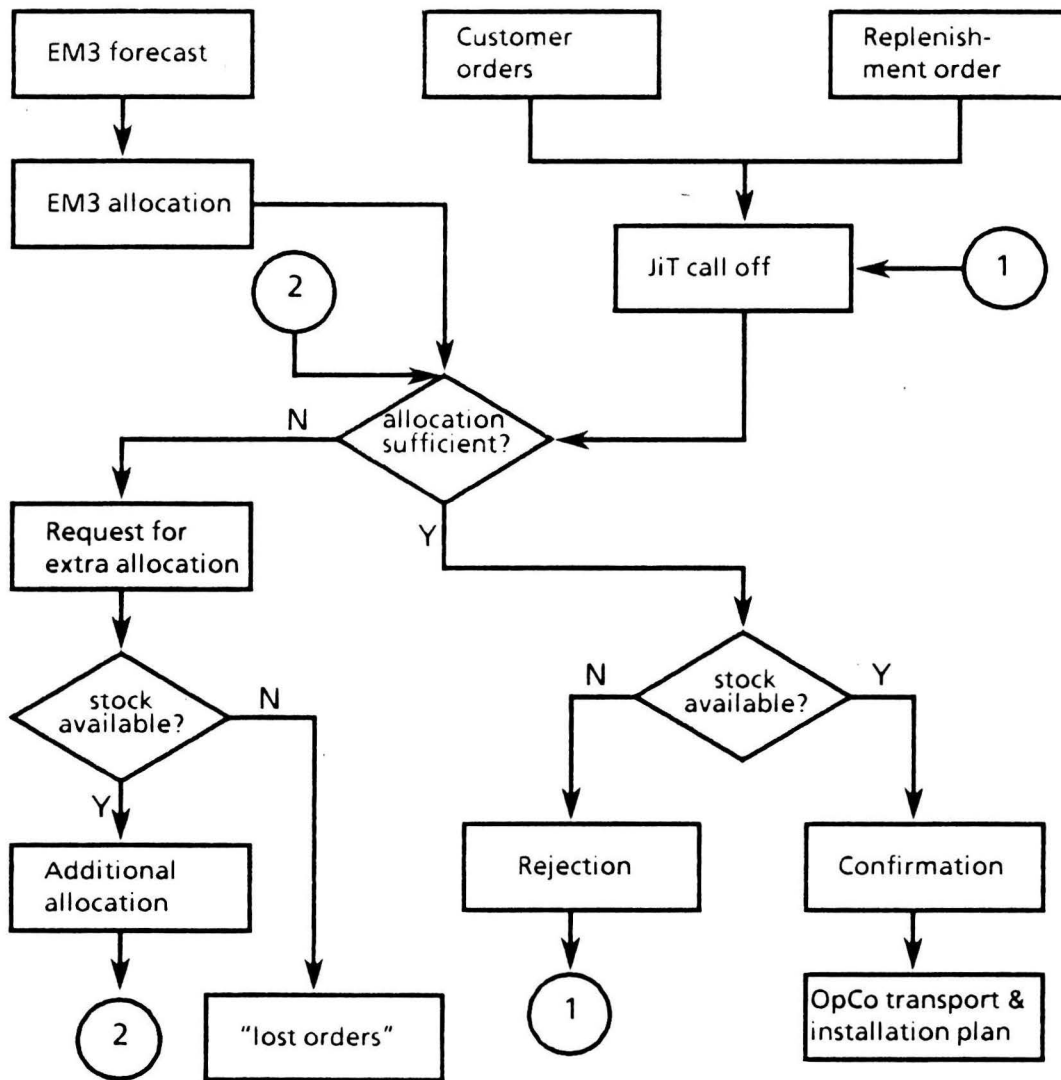 EM3 forecast
Customer
orders
Replenish-
ment order
EM3 allocation
JiT call off
1
2
allocation
sufficient?
N
Y
Request for
extra allocation
stock
available?
N
Y
stock
available?
N
Y
Additional
allocation
Rejection
Confirmation
2
"lost orders"
1
OpCo transport &
installation plan